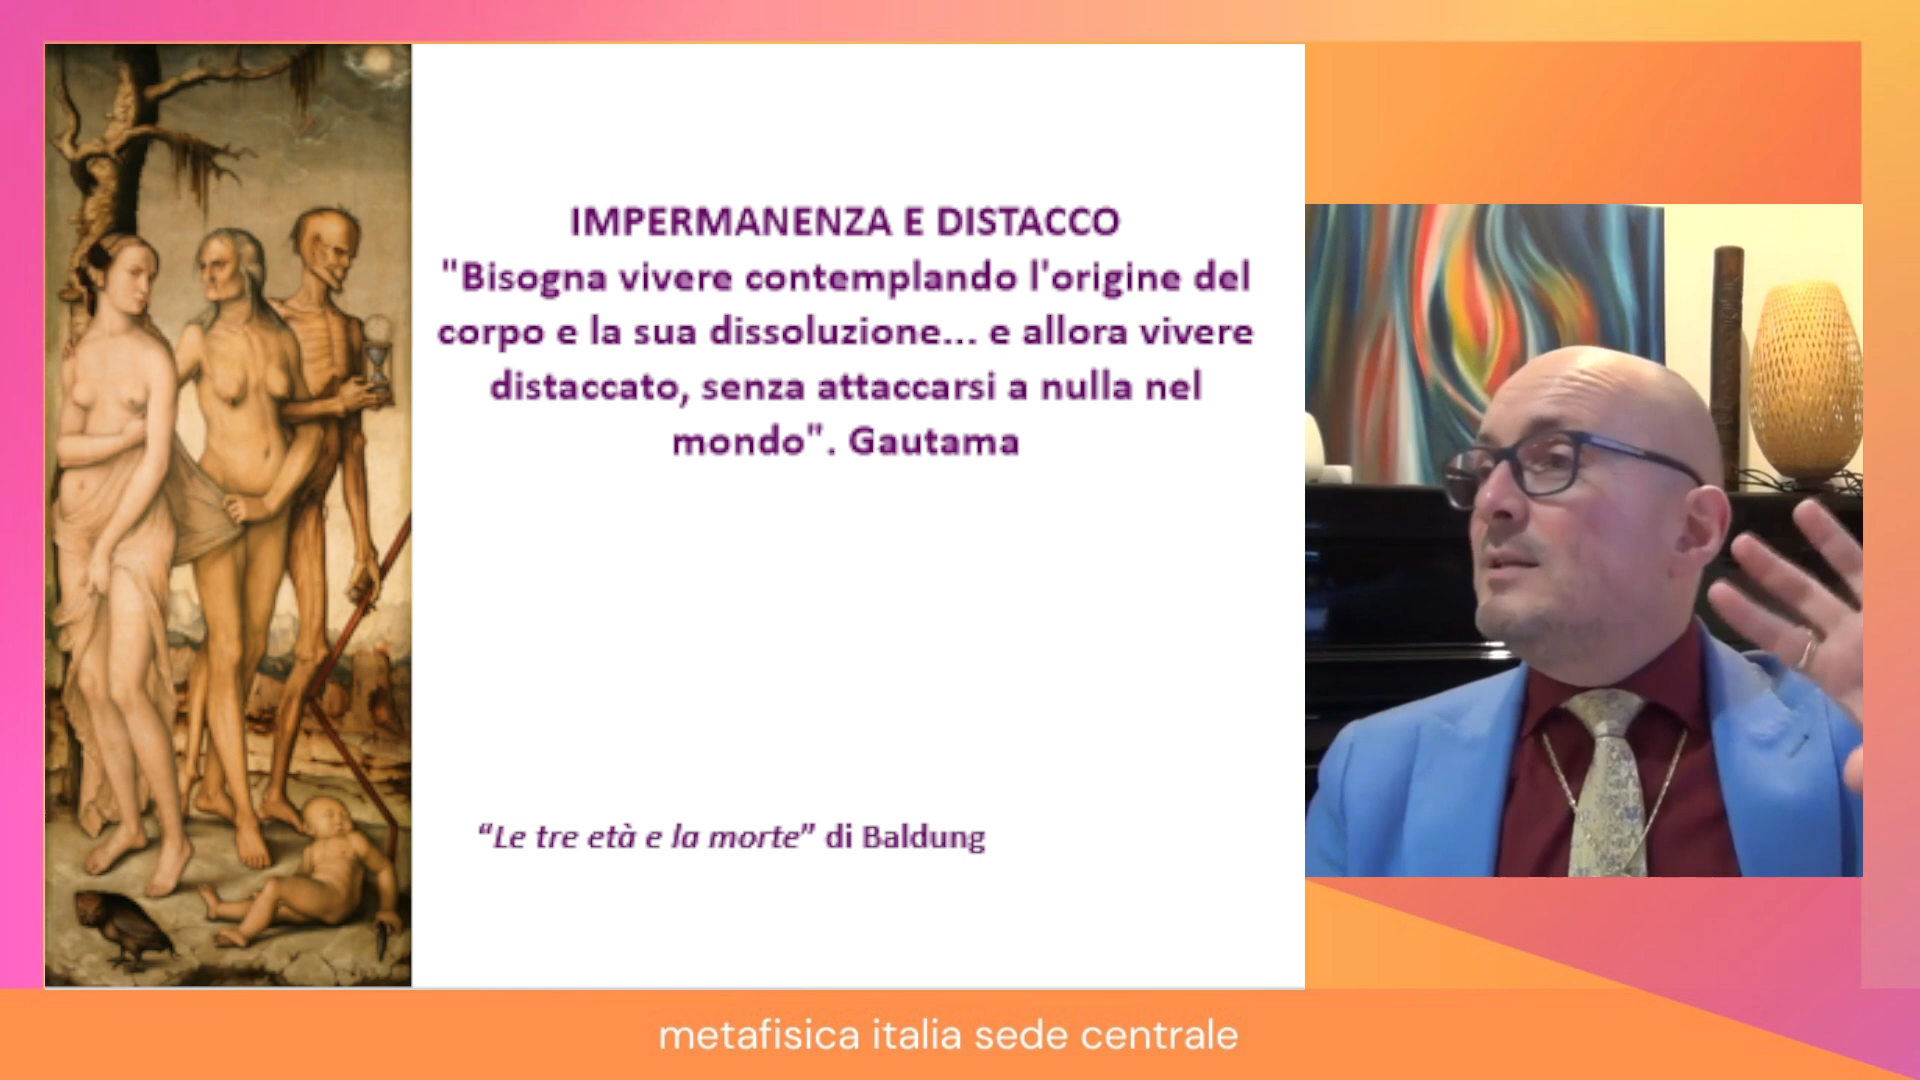 IMPERMANENZA E DISTACCO
"Bisogna vivere contemplando l'origine del
corpo e la sua dissoluzione... e allora vivere
distaccato, senza attaccarsi a nulla nel
mondo". Gautama
“Le tre età e la morte” di Baldung
metafisica italia sede centrale